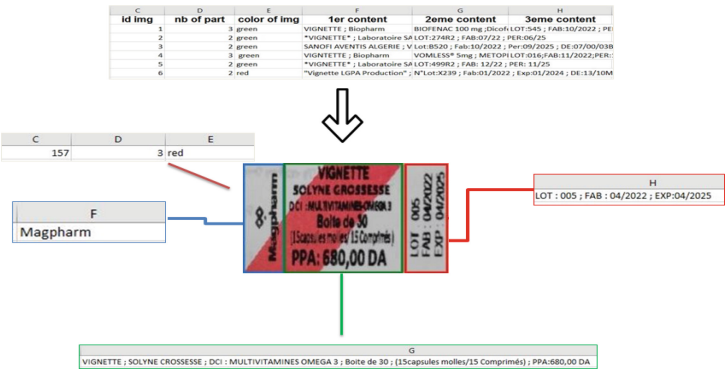 C D E F G H
id img nb of part color of img 1er content 2eme content 3eme content
1 3 green VIGNETTE ; Biopharm BIOFENAC 100 mg ;Dicofe LOT:545 ; FAB:10/2022 ; PE
2 2 green *VIGNETTE* ; Laboratoire SA LOT:274R2 ; FAB:07/22 ; PER:06/25
3 2 green SANOFI AVENTIS ALGERIE ; V Lot:B520 ; Fab:10/2022 ; Per:09/2025 ; DE:07/00/03B
4 3 green VIGNTETTE ; Biopharm VOMLESS® 5mg ; METOPI LOT:016;FAB:11/2022;PER:
5 2 green *VIGNETTE* ; Laboratoire SA LOT:499R2 ; FAB: 12/22 ; PER: 11/25
6 2 red "Vignette LGPA Production" ; N°Lot:X239 ; Fab:01/2022 ; Exp:01/2024 ; DE:13/10M
C D E
157 3 red
F
Magpharm
Magpharm
VIGNETTE
SOLYNE GROSSESSE
DCI : MULTIVITAMINES OMEGA 3
Boite de 30
(15capsules molles/ 15 Comprimés)
PPA: 680,00 DA
LOT : 005
FAB : 04/2022
EXP : 04/2025
H
LOT : 005 ; FAB : 04/2022 ; EXP:04/2025
G
VIGNETTE ; SOLYNE CROSSESSE ; DCI : MULTIVITAMINES OMEGA 3 ; Boite de 30 ; (15capsules molles/15 Comprimés) ; PPA:680,00 DA